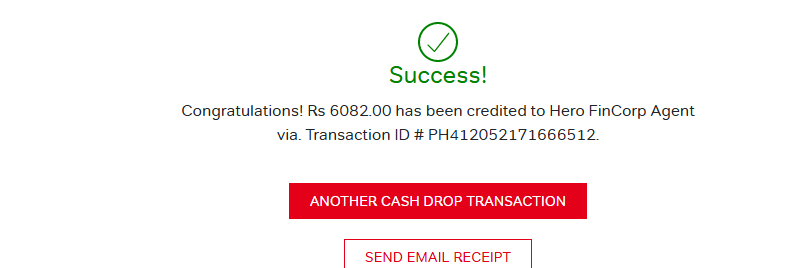 Success!
Congratulations! Rs 6082.00 has been credited to Hero FinCorp Agent
via. Transaction ID # PH412052171666512.
ANOTHER CASH DROP TRANSACTION
SEND EMAIL RECEIPT